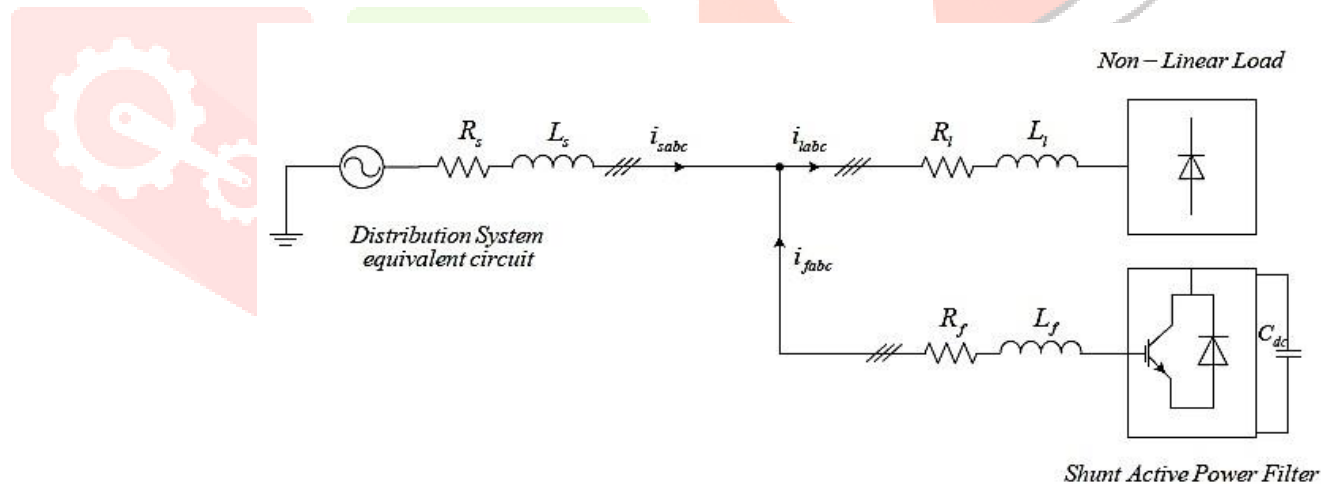 Non – Linear Load
R_s
L_s
i_sabc
i_labc
R_l
L_l
Distribution System
equivalent circuit
i_fabc
R_f
L_f
C_dc
Shunt Active Power Filter